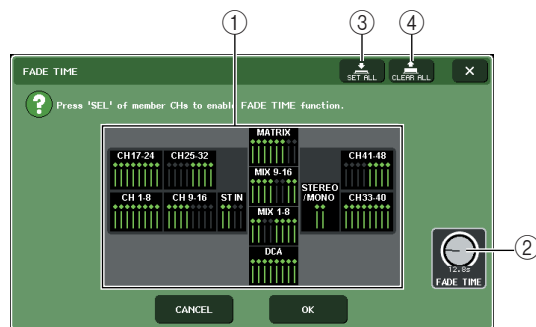 ① ③ ④
FADE TIME SET ALL CLEAR ALL ×
? Press 'SEL' of member CHs to enable FADE TIME function.
MATRIX
CH17-24 CH25-32 CH41-48
MIX 9-16
CH 1-8 CH 9-16 ST IN STEREO/MONO CH33-40
MIX 1-8
DCA
②
12.8s
FADE TIME
CANCEL OK